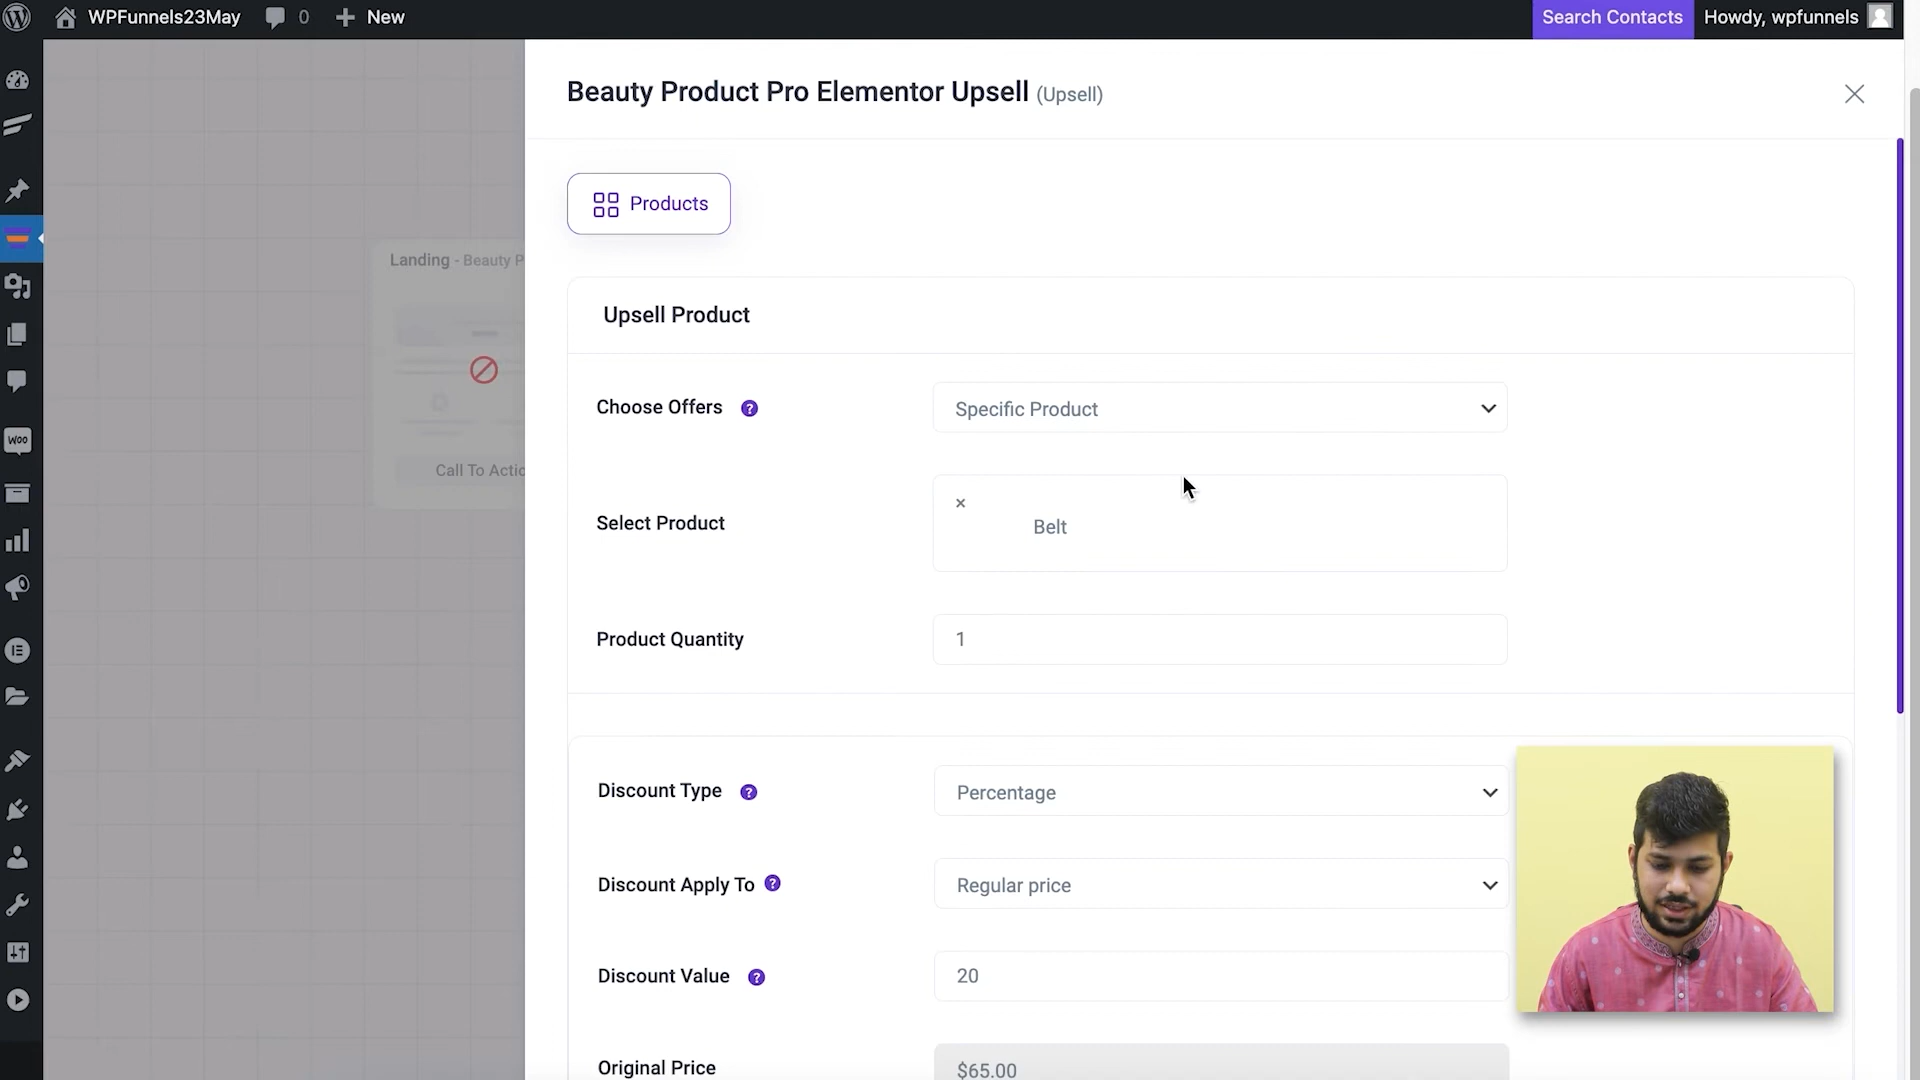 WPFunnels23May 0 New Search Contacts Howdy, wpfunnels
Beauty Product Pro Elementor Upsell (Upsell)
Products
Landing - Beauty P
Upsell Product
Choose Offers ? Specific Product
Call To Actio
Select Product × Belt
woo
Product Quantity 1
Discount Type ? Percentage
Discount Apply To ? Regular price
Discount Value ? 20
Original Price $65.00